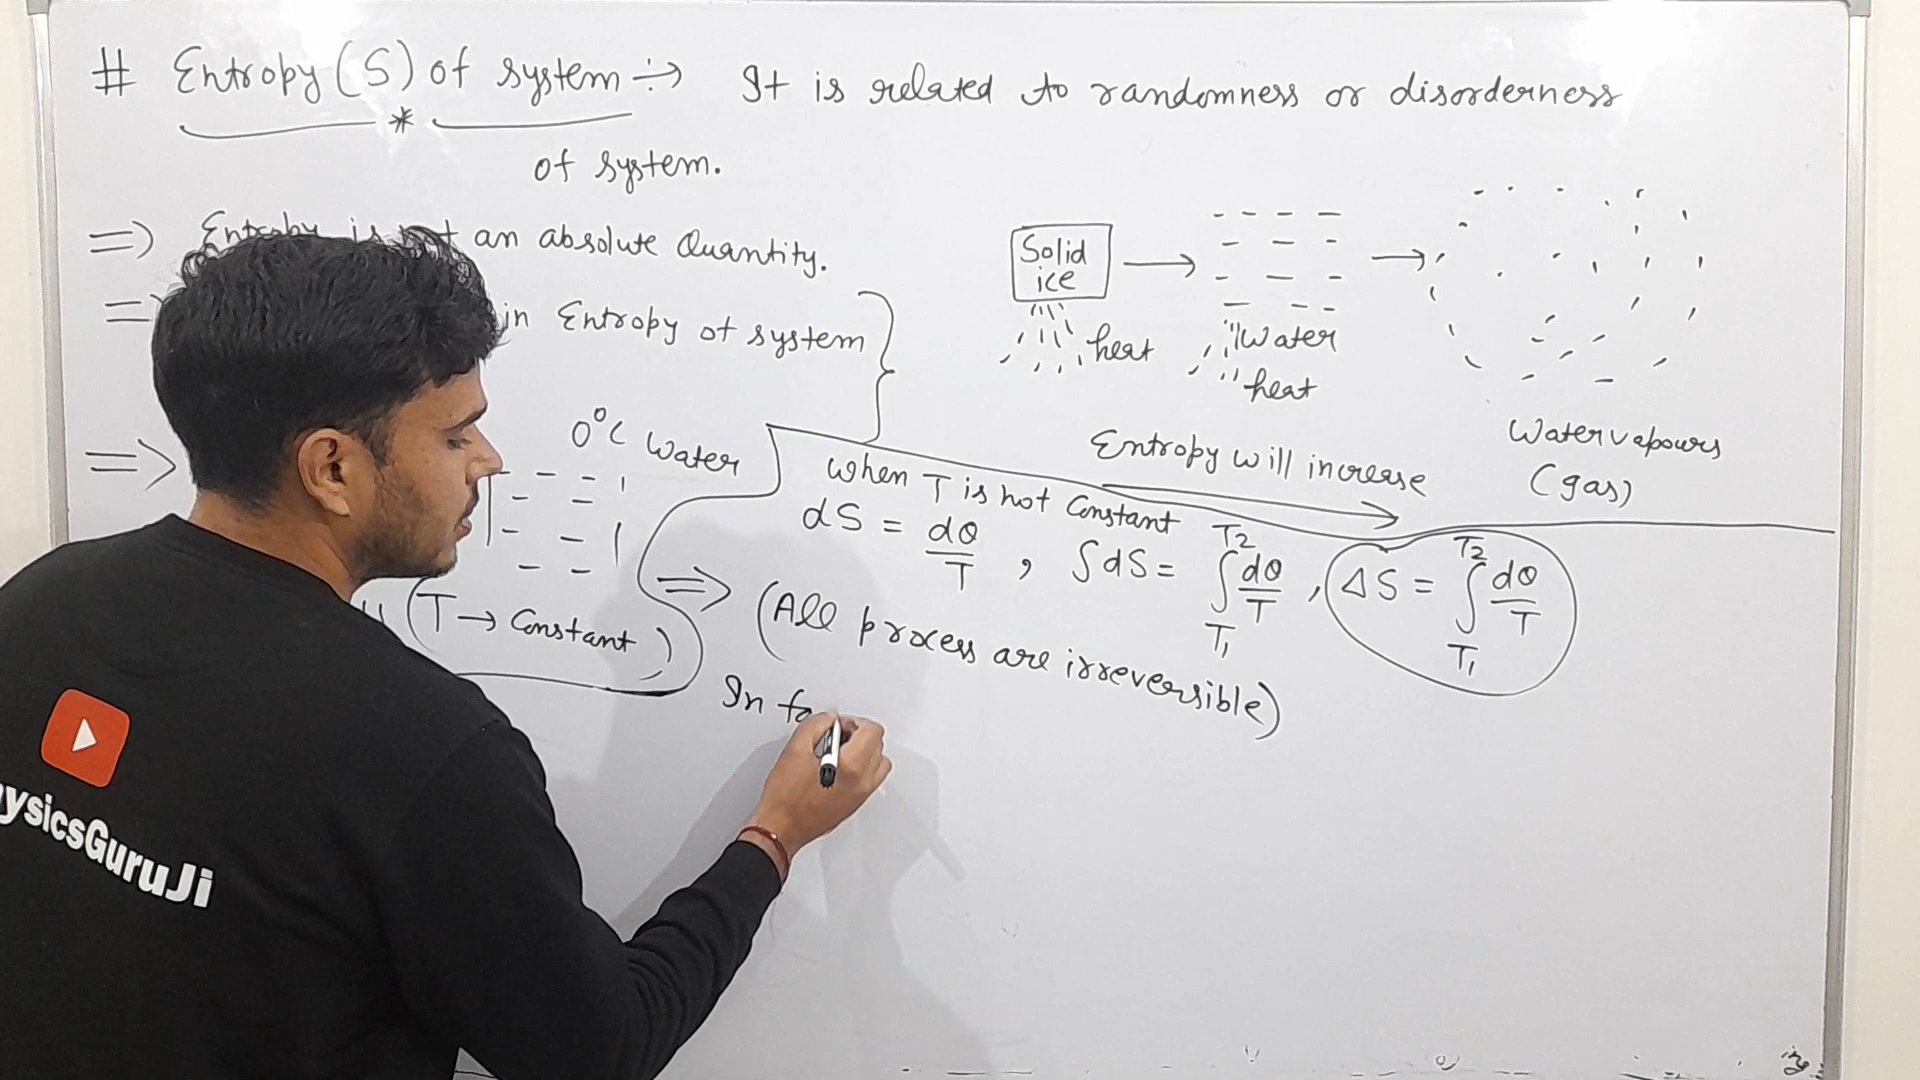 # Entropy (S) of system ÷→ It is related to randomness or disorderness
*
of system.
=> Entropy is not an absolute Quantity.
=> in Entropy of system
Solid
ice
heat
Water
heat
Water vapours
(gas)
Entropy will increase
=> 0°C Water
(T → Constant)
When T is not Constant
dS = dQ/T , ∫dS = ∫T₁^T₂ dQ/T , ΔS = ∫T₁^T₂ dQ/T
=> (All process are irreversible)
In
ysicsGuruJi